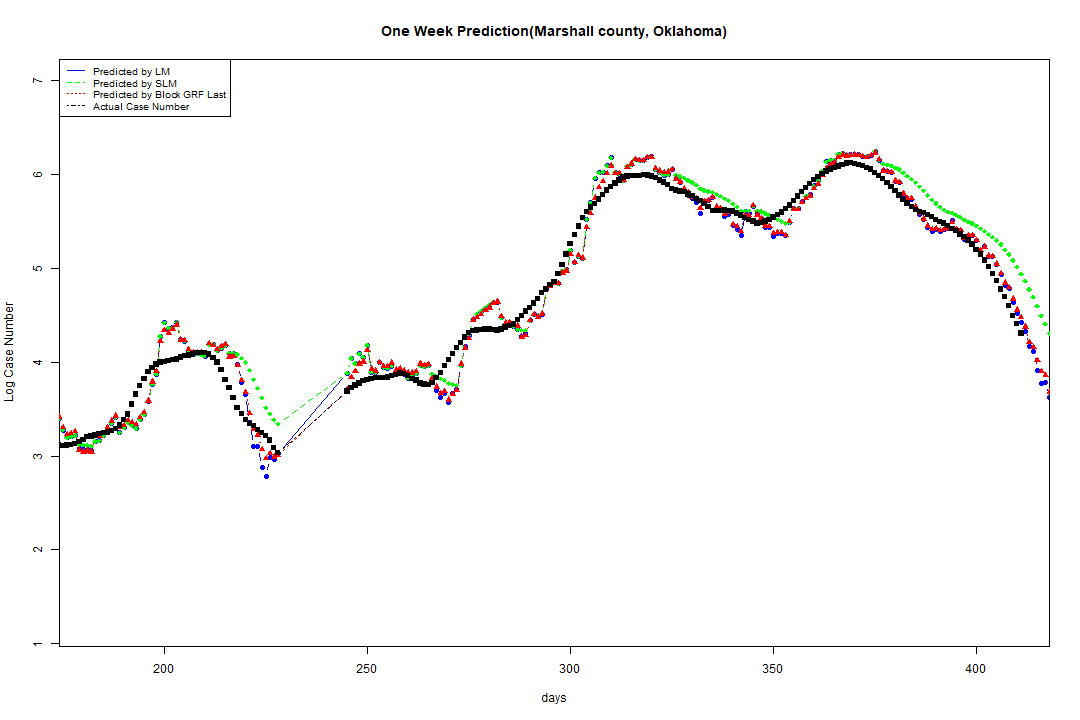 One Week Prediction(Marshall county, Oklahoma)
Predicted by LM
Predicted by SLM
Predicted by Block GRF Last
Actual Case Number
7
6
5
4
3
2
1
Log Case Number
200 250 300 350 400
days